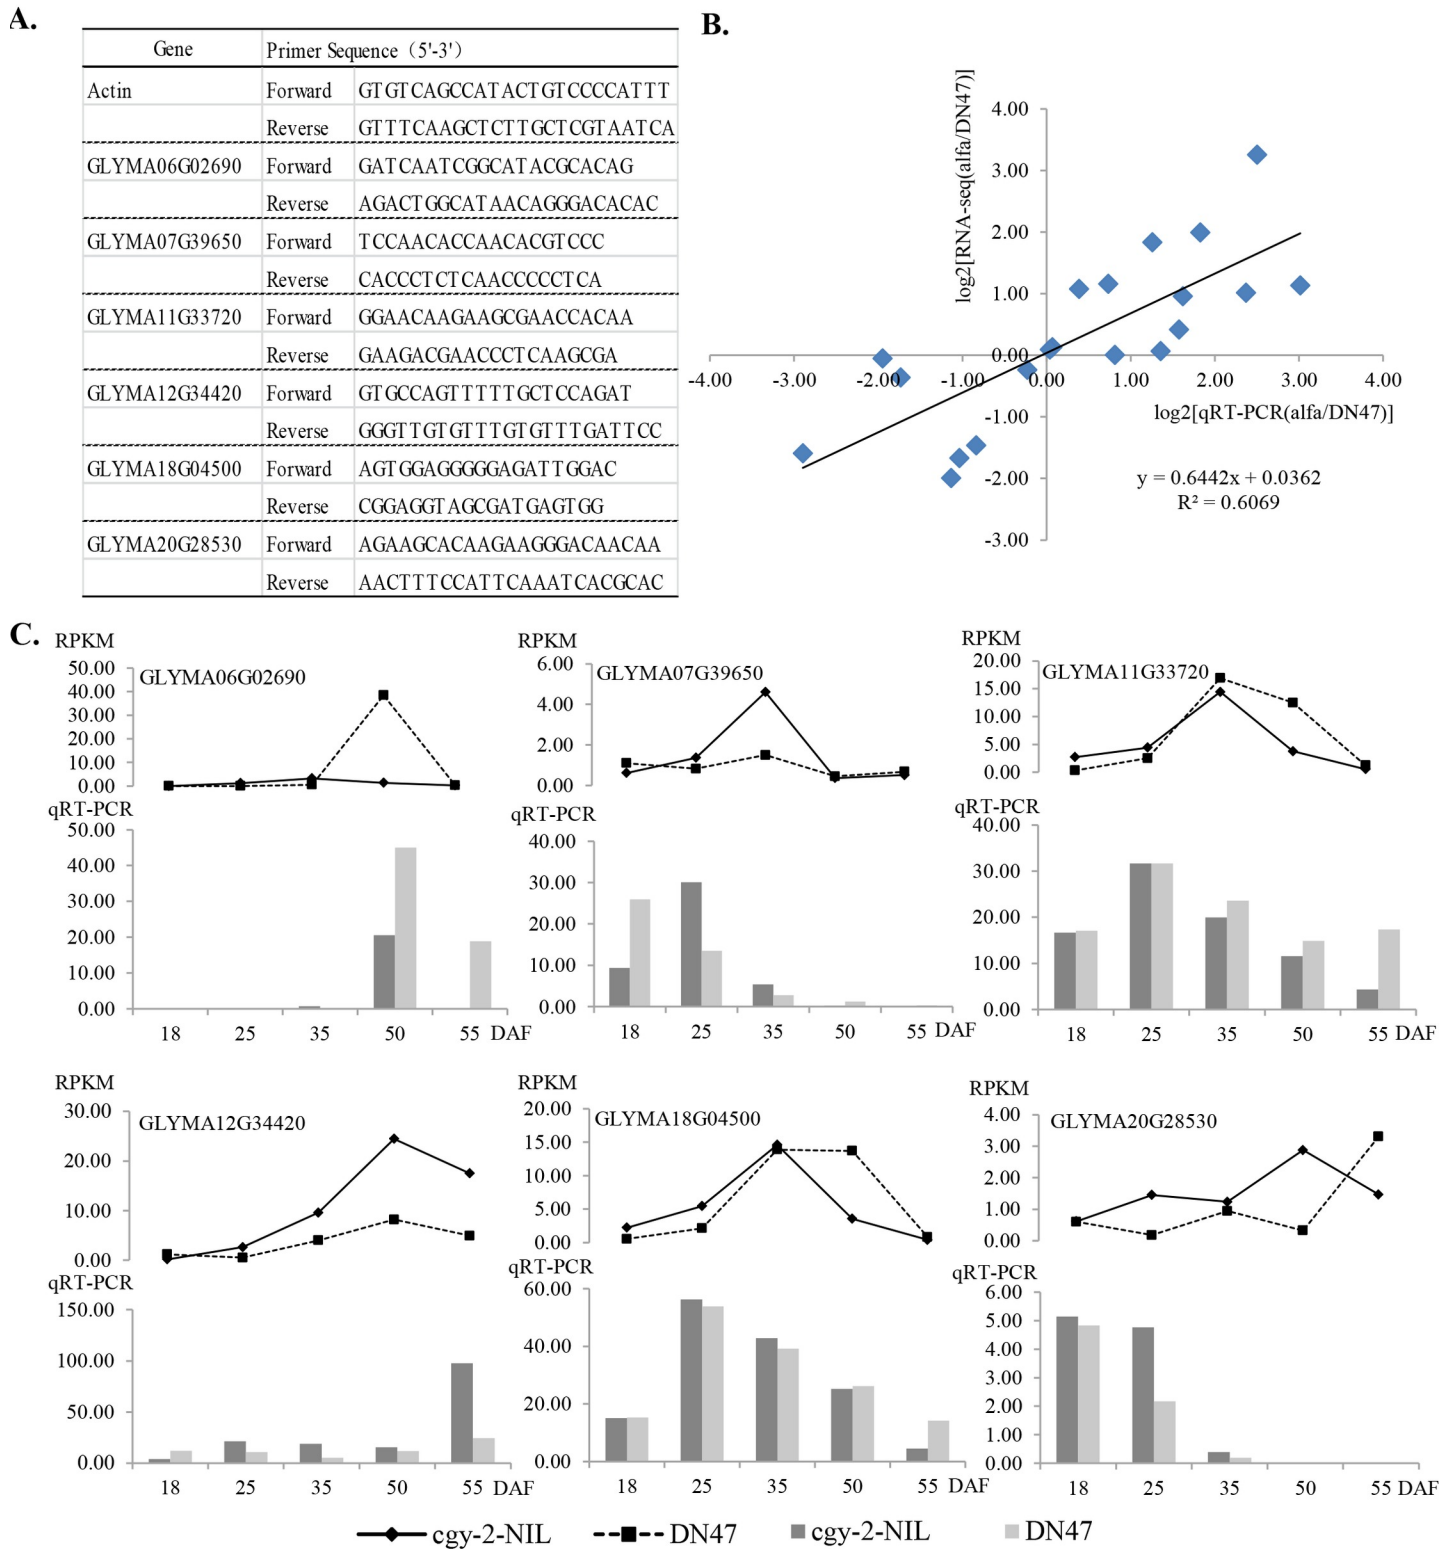 A.
Gene Primer Sequence（5'-3'）
Actin Forward GTGTCAGCCATACTGTCCCCATTT
Reverse GTTTCAAGCTCTTGCTCGTAATCA
GLYMA06G02690 Forward GATCAATCGGCATACGCACAG
Reverse AGACTGGCATAACAGGGACACAC
GLYMA07G39650 Forward TCCAACACCAACACGTCCC
Reverse CACCCTCTCAACCCCCTCA
GLYMA11G33720 Forward GGAACAAGAAGCGAACCACAA
Reverse GAAGACGAACCCTCAAGCGA
GLYMA12G34420 Forward GTGCCAGTTTTTGCTCCAGAT
Reverse GGGTTGTGTTTGTGTTTGATTCC
GLYMA18G04500 Forward AGTGGAGGGGGAGATTGGAC
Reverse CGGAGGTAGCGATGAGTGG
GLYMA20G28530 Forward AGAAGCACAAGAAGGGACAACAA
Reverse AACTTTCCATTCAAATCACGCAC
B.
log2[RNA-seq(alfa/DN47)]
4.00
3.00
2.00
1.00
0.00
-1.00
-2.00
-3.00
-4.00 -3.00 -2.00 -1.00 0.00 1.00 2.00 3.00 4.00
log2[qRT-PCR(alfa/DN47)]
y = 0.6442x + 0.0362
R² = 0.6069
C.
RPKM
GLYMA06G02690
50.00
40.00
30.00
20.00
10.00
0.00
qRT-PCR
50.00
40.00
30.00
20.00
10.00
0.00
18 25 35 50 55 DAF
RPKM
GLYMA07G39650
6.00
4.00
2.00
0.00
qRT-PCR
40.00
30.00
20.00
10.00
0.00
18 25 35 50 55 DAF
RPKM
GLYMA11G33720
20.00
15.00
10.00
5.00
0.00
qRT-PCR
40.00
30.00
20.00
10.00
0.00
18 25 35 50 55 DAF
RPKM
GLYMA12G34420
30.00
20.00
10.00
0.00
qRT-PCR
150.00
100.00
50.00
0.00
18 25 35 50 55 DAF
RPKM
GLYMA18G04500
20.00
15.00
10.00
5.00
0.00
qRT-PCR
60.00
40.00
20.00
0.00
18 25 35 50 55 DAF
RPKM
GLYMA20G28530
4.00
3.00
2.00
1.00
0.00
qRT-PCR
6.00
5.00
4.00
3.00
2.00
1.00
0.00
18 25 35 50 55 DAF
cgy-2-NIL DN47 cgy-2-NIL DN47